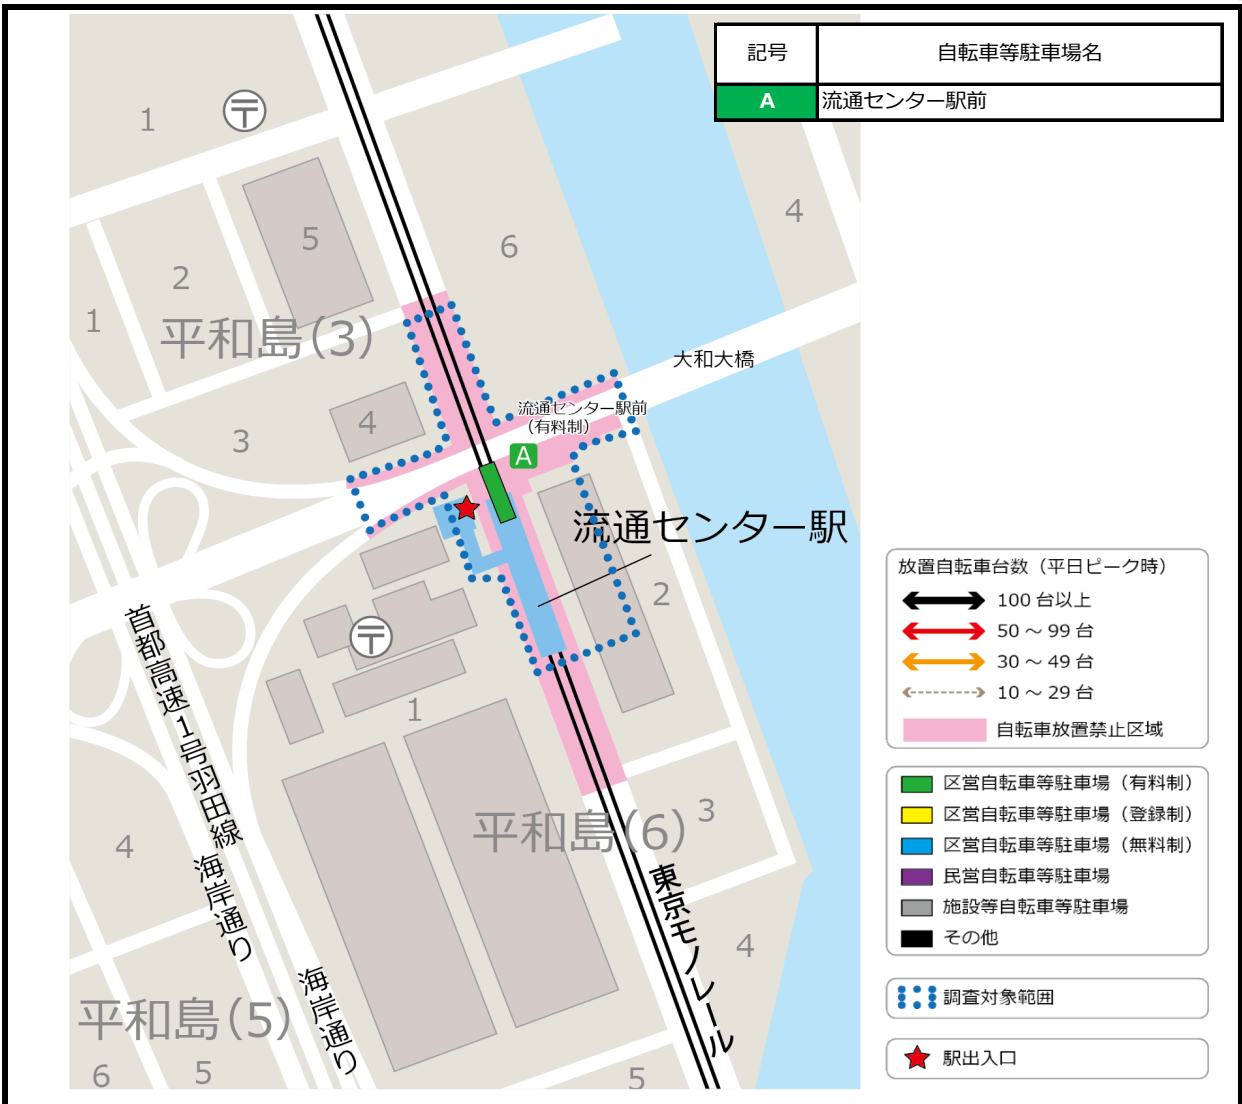 記号
自転車等駐車場名
A
流通センター駅前
1
〒
5
6
4
2
1
平和島(3)
大和大橋
流通センター駅前
(有料制)
4
3
A
流通センター駅
2
〒
1
首都高速1号羽田線
海岸通り
平和島(6)
3
4
東京モノレール
4
海岸通り
平和島(5)
6
5
5
放置自転車台数（平日ピーク時）
100 台以上
50 ～ 99 台
30 ～ 49 台
10 ～ 29 台
自転車放置禁止区域
区営自転車等駐車場（有料制）
区営自転車等駐車場（登録制）
区営自転車等駐車場（無料制）
民営自転車等駐車場
施設等自転車等駐車場
その他
調査対象範囲
駅出入口